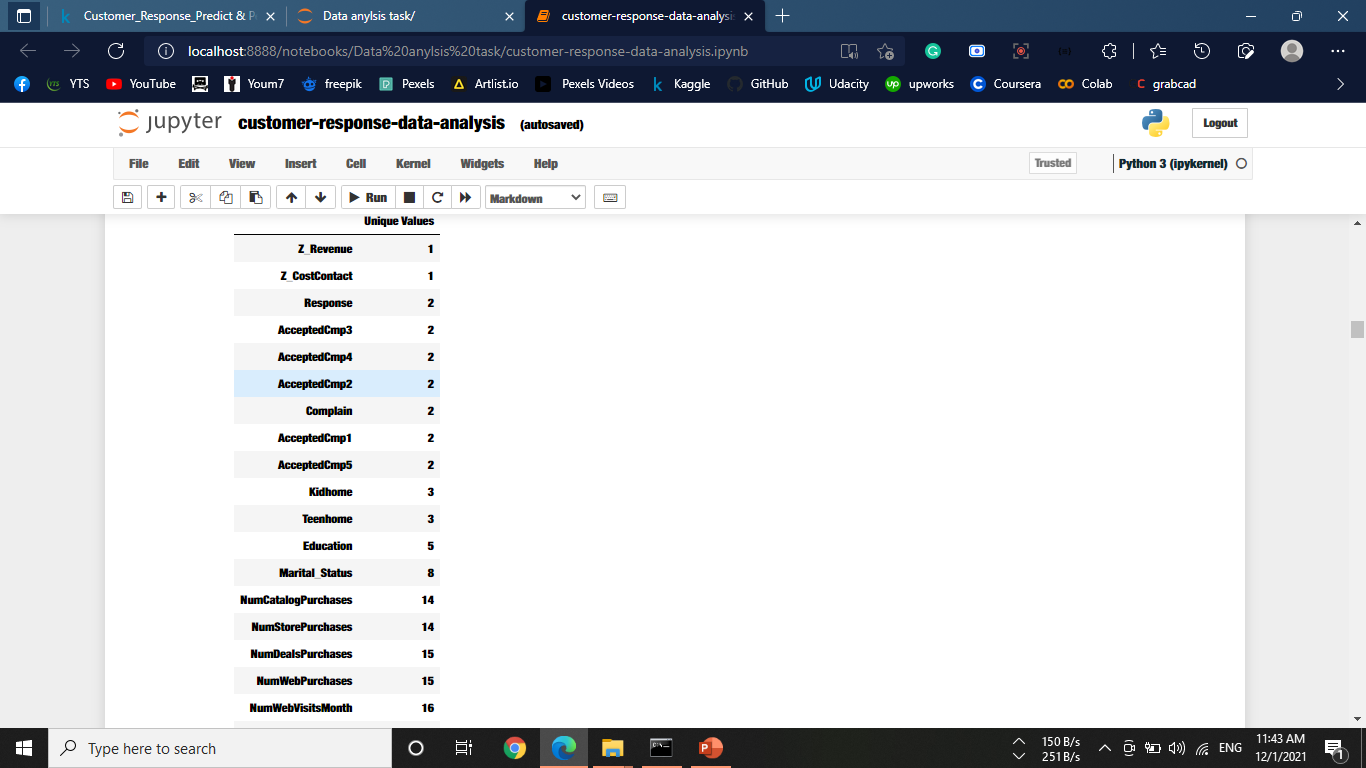 Customer_Response_Predict & P
Data anylsis task/
customer-response-data-analysis
localhost:8888/notebooks/Data%20anylsis%20task/customer-response-data-analysis.ipynb
YTS YouTube Youm7 freepik Pexels Artlist.io Pexels Videos Kaggle GitHub Udacity upworks Coursera Colab grabcad
jupyter customer-response-data-analysis (autosaved) Logout
File Edit View Insert Cell Kernel Widgets Help Trusted Python 3 (ipykernel)
Run Markdown
Unique Values
Z_Revenue 1
Z_CostContact 1
Response 2
AcceptedCmp3 2
AcceptedCmp4 2
AcceptedCmp2 2
Complain 2
AcceptedCmp1 2
AcceptedCmp5 2
Kidhome 3
Teenhome 3
Education 5
Marital_Status 8
NumCatalogPurchases 14
NumStorePurchases 14
NumDealsPurchases 15
NumWebPurchases 15
NumWebVisitsMonth 16
Type here to search
150 B/s
251 B/s
ENG
11:43 AM
12/1/2021
1